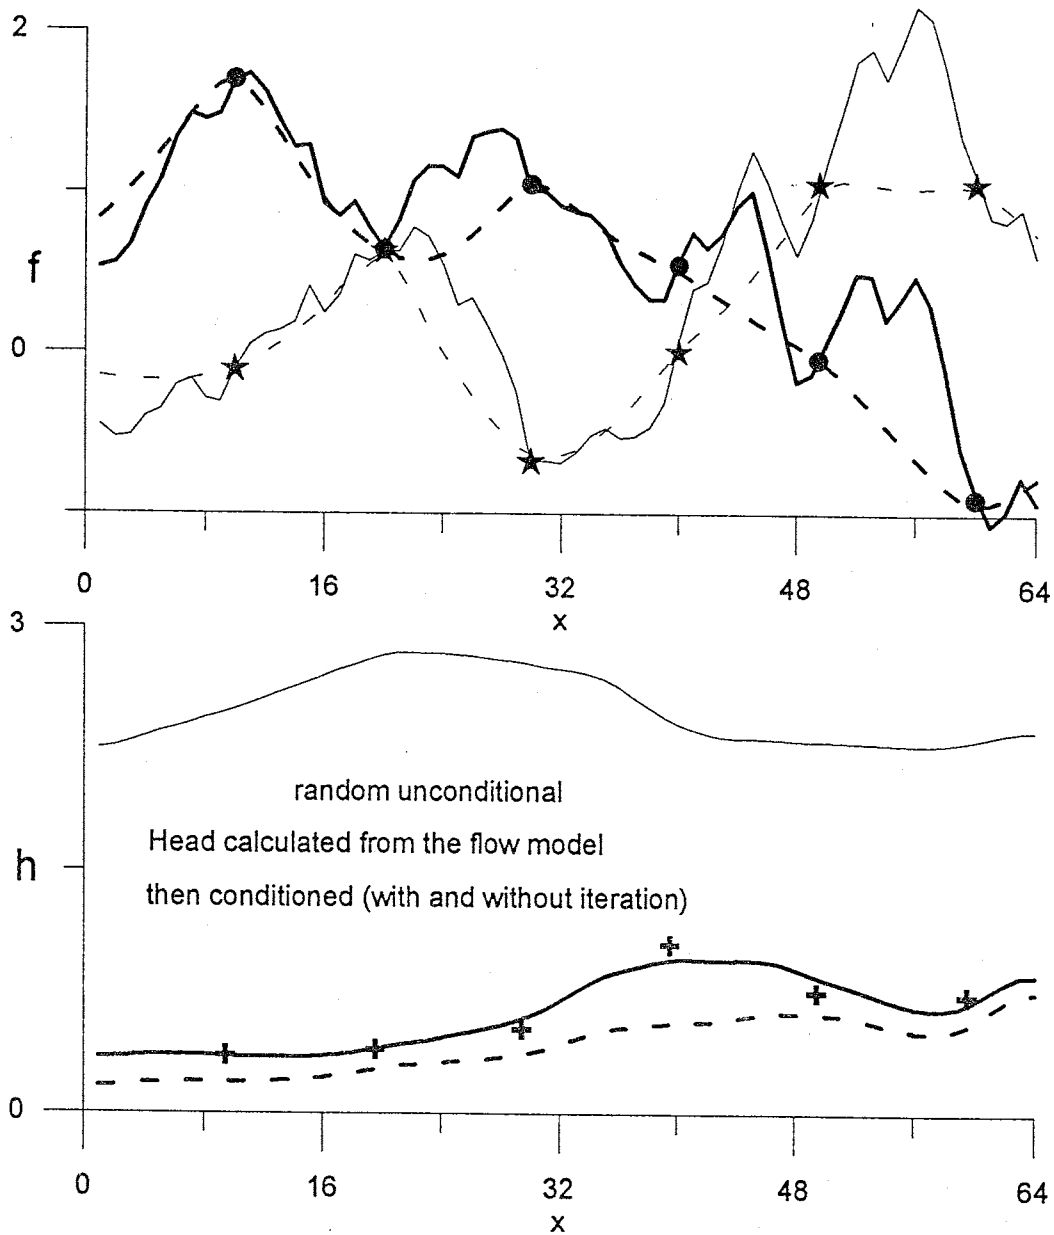 2
f
0
0 16 32 48 64
x
3
random unconditional
Head calculated from the flow model
h
then conditioned (with and without iteration)
0
0 16 32 48 64
x